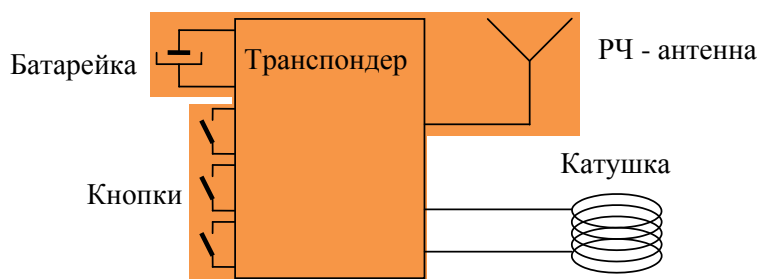 Батарейка
Транспондер
РЧ - антенна
Катушка
Кнопки